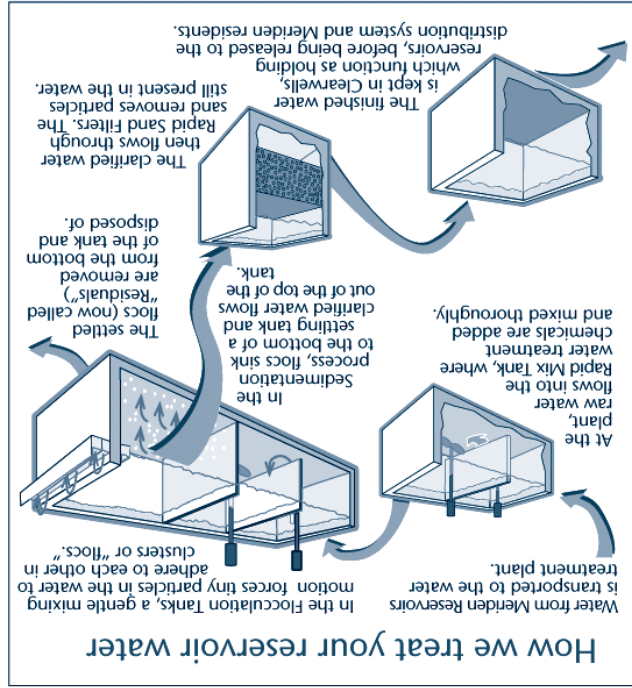 How we treat your reservoir water
Water from Meriden Reservoirs
is transported to the water
treatment plant.
In the Flocculation Tanks, a gentle mixing
motion forces tiny particles in the water to
adhere to each other in
clusters or "flocs."
At the
plant,
raw water
flows into the
Rapid Mix Tank, where
water treatment
chemicals are added
and mixed thoroughly.
In the
Sedimentation
process, flocs sink
to the bottom of a
settling tank and
clarified water flows
out of the top of the
tank.
The settled
flocs (now called
"Residuals")
are removed
from the bottom
of the tank and
disposed of.
The clarified water
then flows through
Rapid Sand Filters. The
sand removes particles
still present in the water.
The finished water
is kept in Clearwells,
which function as holding
reservoirs, before being released to the
distribution system and Meriden residents.